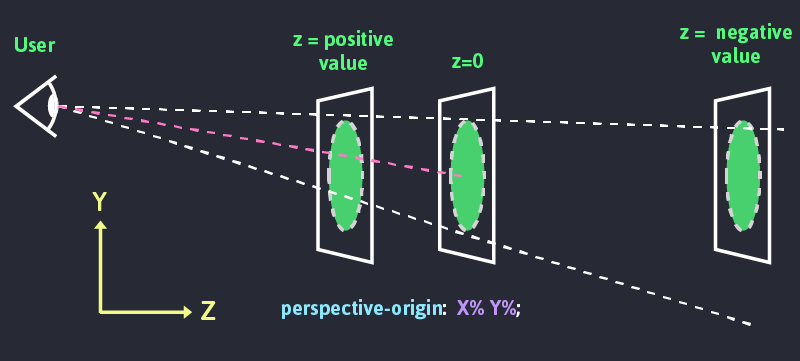 User
z = positive
value
z=0
z = negative
value
Y
Z
perspective-origin: X% Y%;